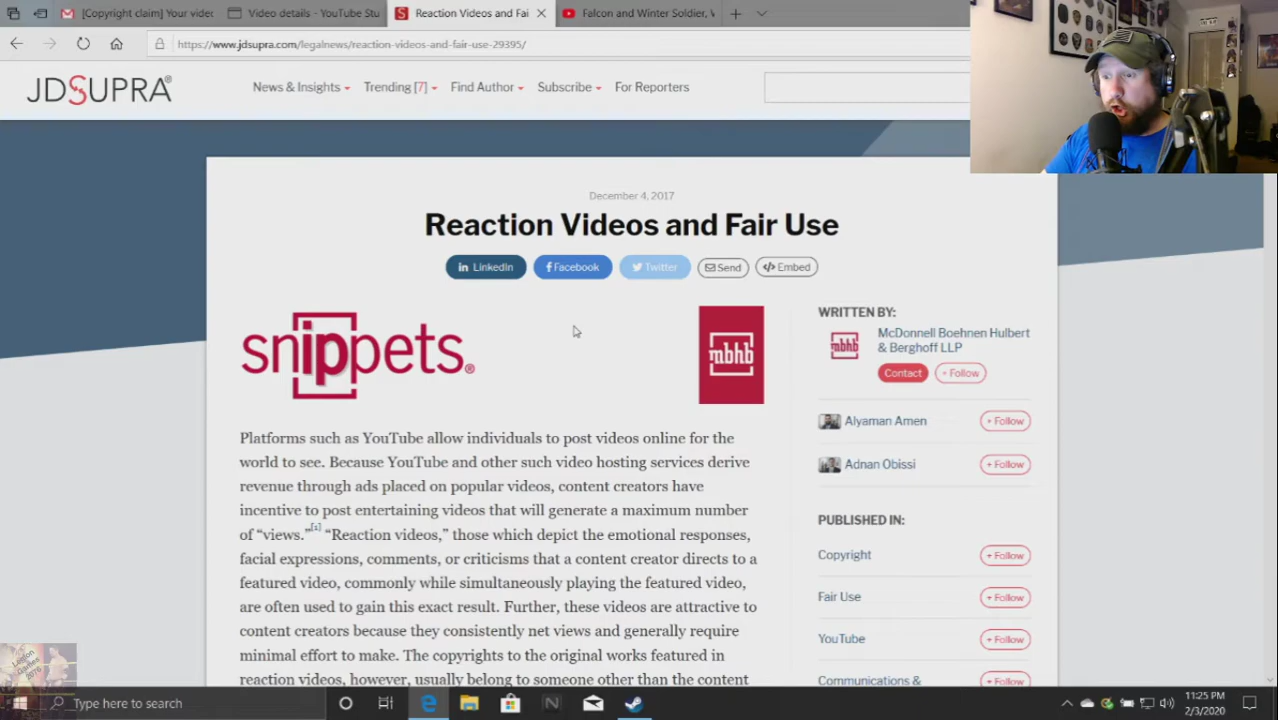 [Copyright claim] Your video
Video details - YouTube Stu
Reaction Videos and Fai
Falcon and Winter Soldier, V
https://www.jdsupra.com/legalnews/reaction-videos-and-fair-use-29395/
JDSUPRA®
News & Insights
Trending [7]
Find Author
Subscribe
For Reporters
December 4, 2017
Reaction Videos and Fair Use
in LinkedIn
f Facebook
Twitter
Send
</> Embed
snippets®
mbhb
Platforms such as YouTube allow individuals to post videos online for the
world to see. Because YouTube and other such video hosting services derive
revenue through ads placed on popular videos, content creators have
incentive to post entertaining videos that will generate a maximum number
of “views.”[1] “Reaction videos,” those which depict the emotional responses,
facial expressions, comments, or criticisms that a content creator directs to a
featured video, commonly while simultaneously playing the featured video,
are often used to gain this exact result. Further, these videos are attractive to
content creators because they consistently net views and generally require
minimal effort to make. The copyrights to the original works featured in
reaction videos, however, usually belong to someone other than the content
WRITTEN BY:
mbhb
McDonnell Boehnen Hulbert
& Berghoff LLP
Contact
+ Follow
Alyaman Amen
+ Follow
Adnan Obissi
+ Follow
PUBLISHED IN:
Copyright
+ Follow
Fair Use
+ Follow
YouTube
+ Follow
Communications &
+ Follow
Legion
Games
2016
Type here to search
11:25 PM
2/3/2020